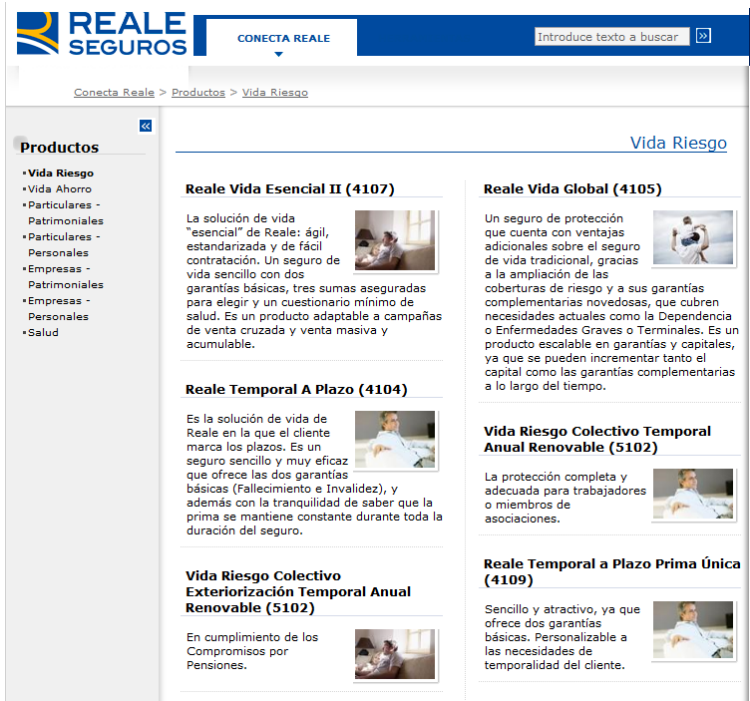 REALE
SEGUROS
CONECTA REALE
Introduce texto a buscar
Conecta Reale > Productos > Vida Riesgo
Productos
Vida Riesgo
Vida Ahorro
Particulares -
Patrimoniales
Particulares -
Personales
Empresas -
Patrimoniales
Empresas -
Personales
Salud
Vida Riesgo
Reale Vida Esencial II (4107)
La solución de vida
“esencial” de Reale: ágil,
estandarizada y de fácil
contratación. Un seguro de
vida sencillo con dos
garantías básicas, tres sumas aseguradas
para elegir y un cuestionario mínimo de
salud. Es un producto adaptable a campañas
de venta cruzada y venta masiva y
acumulable.
Reale Temporal A Plazo (4104)
Es la solución de vida de
Reale en la que el cliente
marca los plazos. Es un
seguro sencillo y muy eficaz
que ofrece las dos garantías
básicas (Fallecimiento e Invalidez), y
además con la tranquilidad de saber que la
prima se mantiene constante durante toda la
duración del seguro.
Vida Riesgo Colectivo
Exteriorización Temporal Anual
Renovable (5102)
En cumplimiento de los
Compromisos por
Pensiones.
Reale Vida Global (4105)
Un seguro de protección
que cuenta con ventajas
adicionales sobre el seguro
de vida tradicional, gracias
a la ampliación de las
coberturas de riesgo y a sus garantías
complementarias novedosas, que cubren
necesidades actuales como la Dependencia
o Enfermedades Graves o Terminales. Es un
producto escalable en garantías y capitales,
ya que se pueden incrementar tanto el
capital como las garantías complementarias
a lo largo del tiempo.
Vida Riesgo Colectivo Temporal
Anual Renovable (5102)
La protección completa y
adecuada para trabajadores
o miembros de
asociaciones.
Reale Temporal a Plazo Prima Única
(4109)
Sencillo y atractivo, ya que
ofrece dos garantías
básicas. Personalizable a
las necesidades de
temporalidad del cliente.